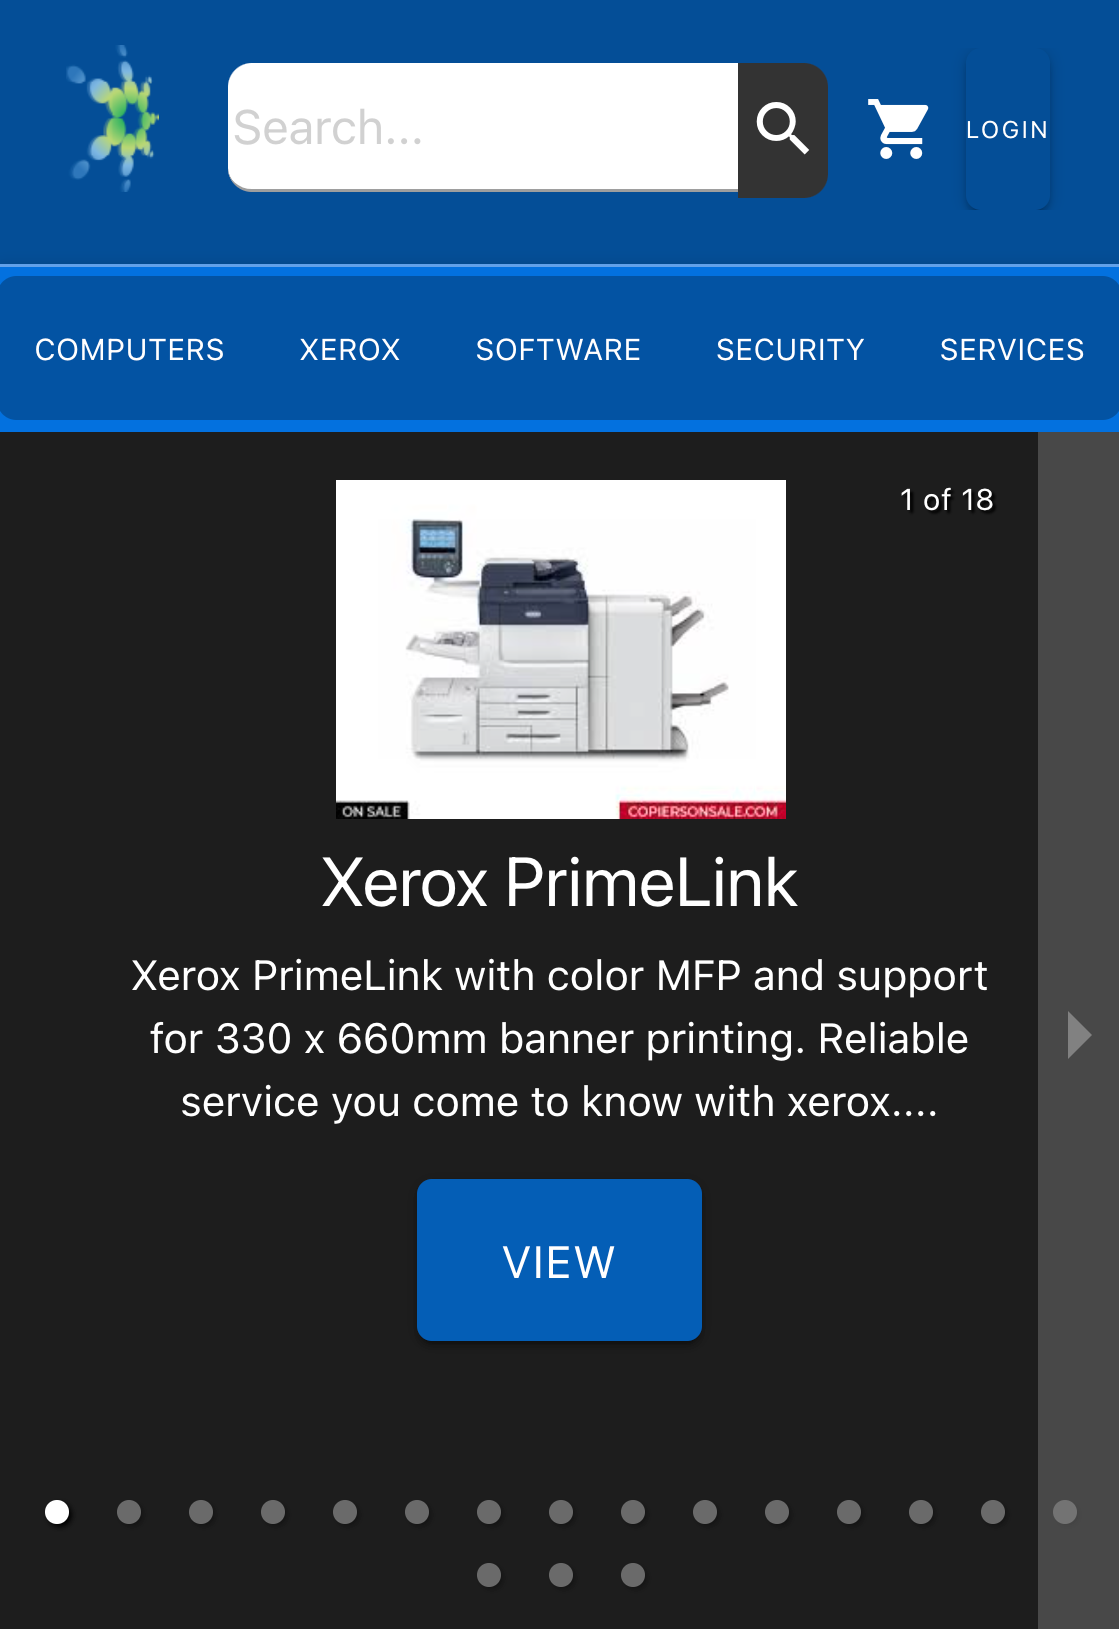 Search...
LOGIN
COMPUTERS
XEROX
SOFTWARE
SECURITY
SERVICES
1 of 18
ON SALE
COPIERSONSALE.COM
Xerox PrimeLink
Xerox PrimeLink with color MFP and support
for 330 x 660mm banner printing. Reliable
service you come to know with xerox....
VIEW